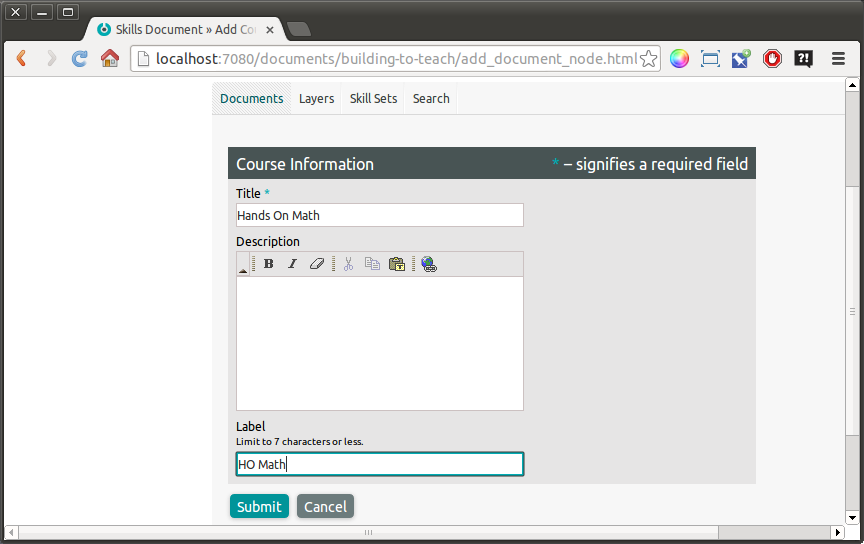 Skills Document » Add Co
localhost:7080/documents/building-to-teach/add_document_node.html
Documents Layers Skill Sets Search
Course Information * – signifies a required field
Title *
Hands On Math
Description
B I
T
Label
Limit to 7 characters or less.
HO Math
Submit Cancel